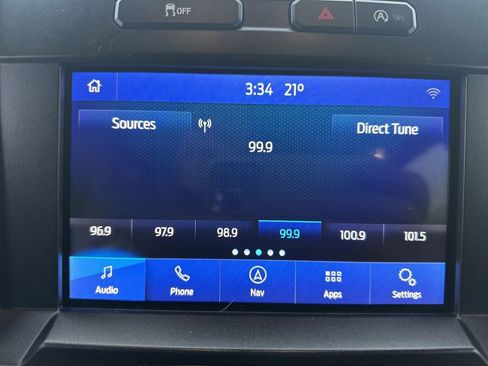 OFF
OFF
3:34 21°
Sources
Direct Tune
99.9
96.9 97.9 98.9 99.9 100.9 101.5
Audio Phone Nav Apps Settings